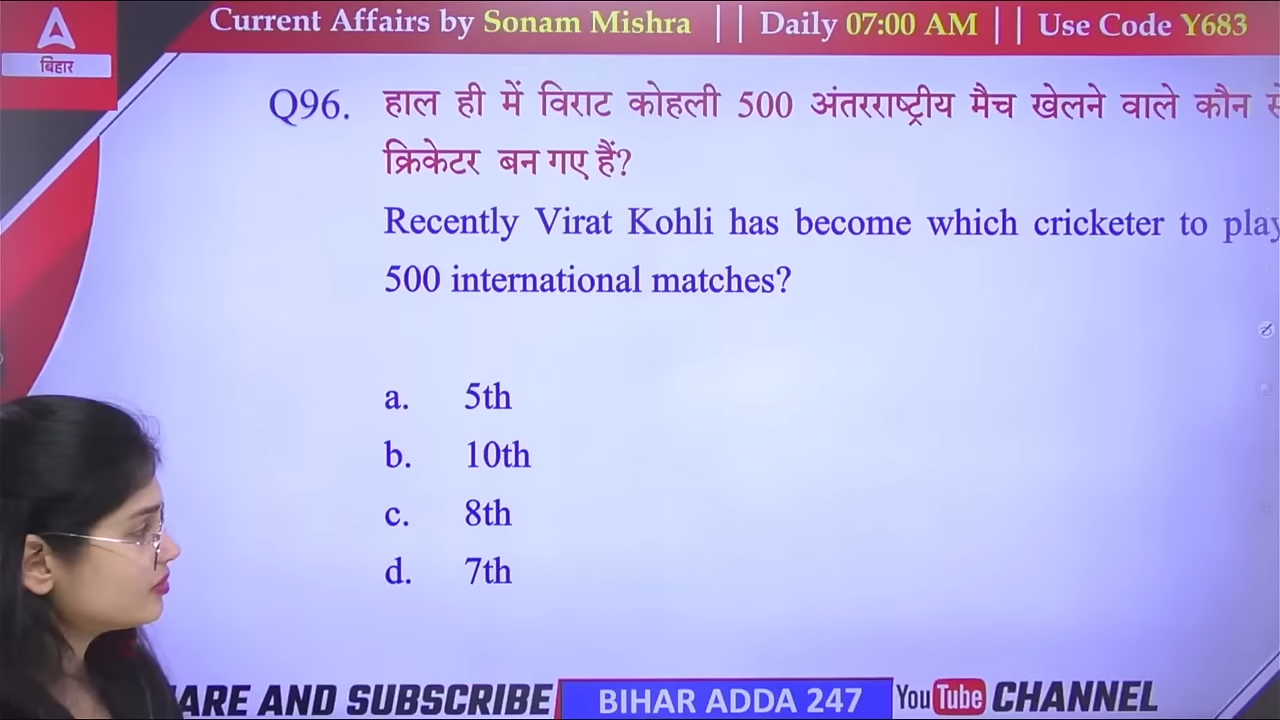 Current Affairs by Sonam Mishra || Daily 07:00 AM || Use Code Y683
A
बिहार
Q96. हाल ही में विराट कोहली 500 अंतरराष्ट्रीय मैच खेलने वाले कौन
क्रिकेटर बन गए हैं?
Recently Virat Kohli has become which cricketer to play
500 international matches?
a. 5th
b. 10th
c. 8th
d. 7th
ARE AND SUBSCRIBE BIHAR ADDA 247 YouTube CHANNEL